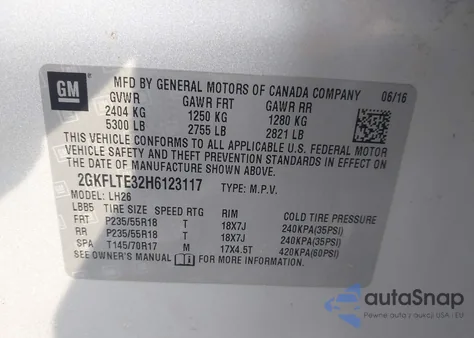 GM
MFD BY GENERAL MOTORS OF CANADA COMPANY 06/16
GVWR GAWR FRT GAWR RR
2404 KG 1250 KG 1280 KG
5300 LB 2755 LB 2821 LB
THIS VEHICLE CONFORMS TO ALL APPLICABLE U.S. FEDERAL MOTOR
VEHICLE SAFETY AND THEFT PREVENTION STANDARDS IN EFFECT ON
THE DATE OF MANUFACTURE SHOWN ABOVE.
2GKFLTE32H6123117 TYPE: M.P.V.
MODEL: LH26
LBB5 TIRE SIZE SPEED RTG RIM COLD TIRE PRESSURE
FRT P235/55R18 T 18X7J 240KPA(35PSI)
RR P235/55R18 T 18X7J 240KPA(35PSI)
SPA T145/70R17 M 17X4.5T 420KPA(60PSI)
SEE OWNER'S MANUAL FOR MORE INFORMATION
autoSnap
Pewne auto z USA i EU